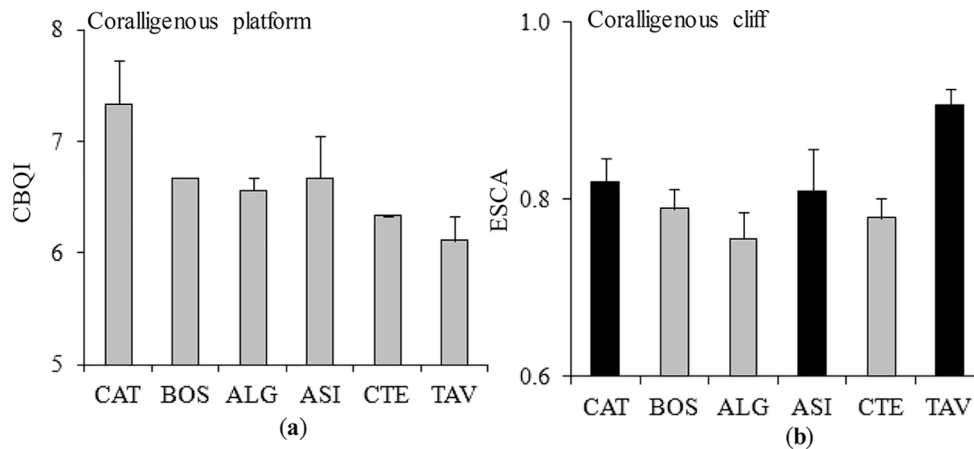 Coralligenous platform
8
7
6
5
CBQI
CAT BOS ALG ASI CTE TAV
(a)
Coralligenous cliff
1.0
0.8
0.6
ESCA
CAT BOS ALG ASI CTE TAV
(b)